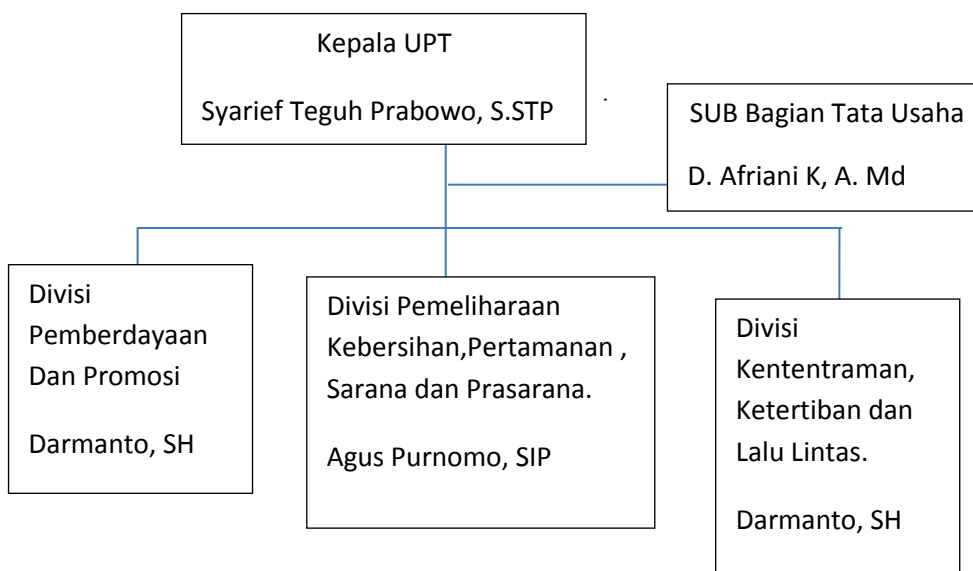 Kepala UPT
Syarief Teguh Prabowo, S.STP
SUB Bagian Tata Usaha
D. Afriani K, A. Md
Divisi
Pemberdayaan
Dan Promosi
Darmanto, SH
Divisi Pemeliharaan
Kebersihan,Pertamanan ,
Sarana dan Prasarana.
Agus Purnomo, SIP
Divisi
Kententraman,
Ketertiban dan
Lalu Lintas.
Darmanto, SH